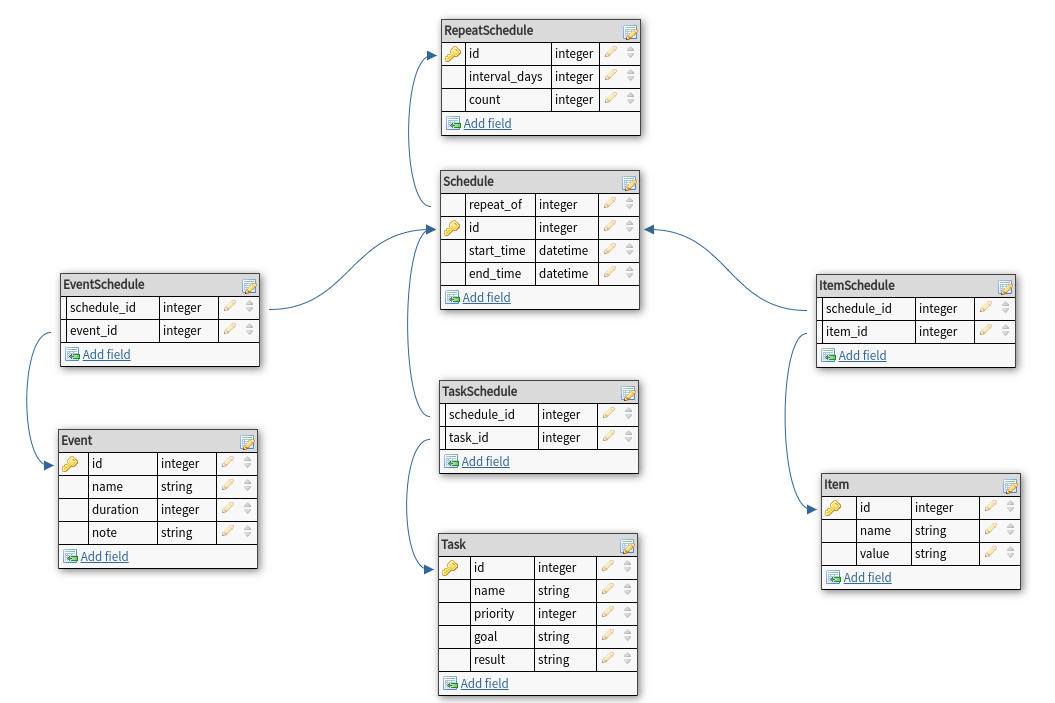 RepeatSchedule
id integer
interval_days integer
count integer
Add field
Schedule
repeat_of integer
id integer
start_time datetime
end_time datetime
Add field
EventSchedule
schedule_id integer
event_id integer
Add field
ItemSchedule
schedule_id integer
item_id integer
Add field
TaskSchedule
schedule_id integer
task_id integer
Add field
Event
id integer
name string
duration integer
note string
Add field
Item
id integer
name string
value string
Add field
Task
id integer
name string
priority integer
goal string
result string
Add field